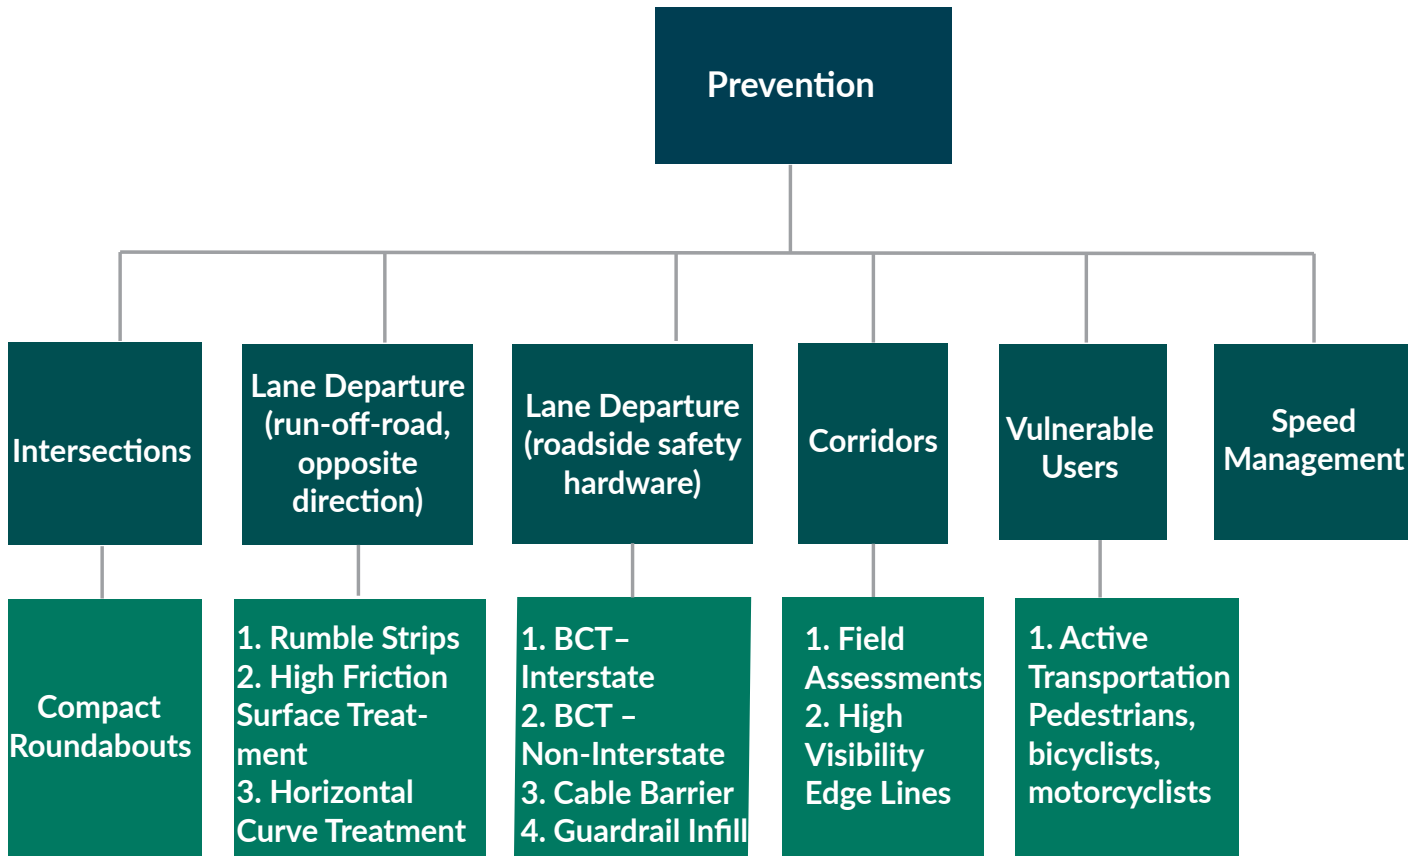 Prevention
Intersections
Lane Departure
(run-off-road,
opposite
direction)
Lane Departure
(roadside safety
hardware)
Corridors
Vulnerable
Users
Speed
Management
Compact
Roundabouts
1. Rumble Strips
2. High Friction
Surface Treat-
ment
3. Horizontal
Curve Treatment
1. BCT–
Interstate
2. BCT –
Non-Interstate
3. Cable Barrier
4. Guardrail Infill
1. Field
Assessments
2. High
Visibility
Edge Lines
1. Active
Transportation
Pedestrians,
bicyclists,
motorcyclists